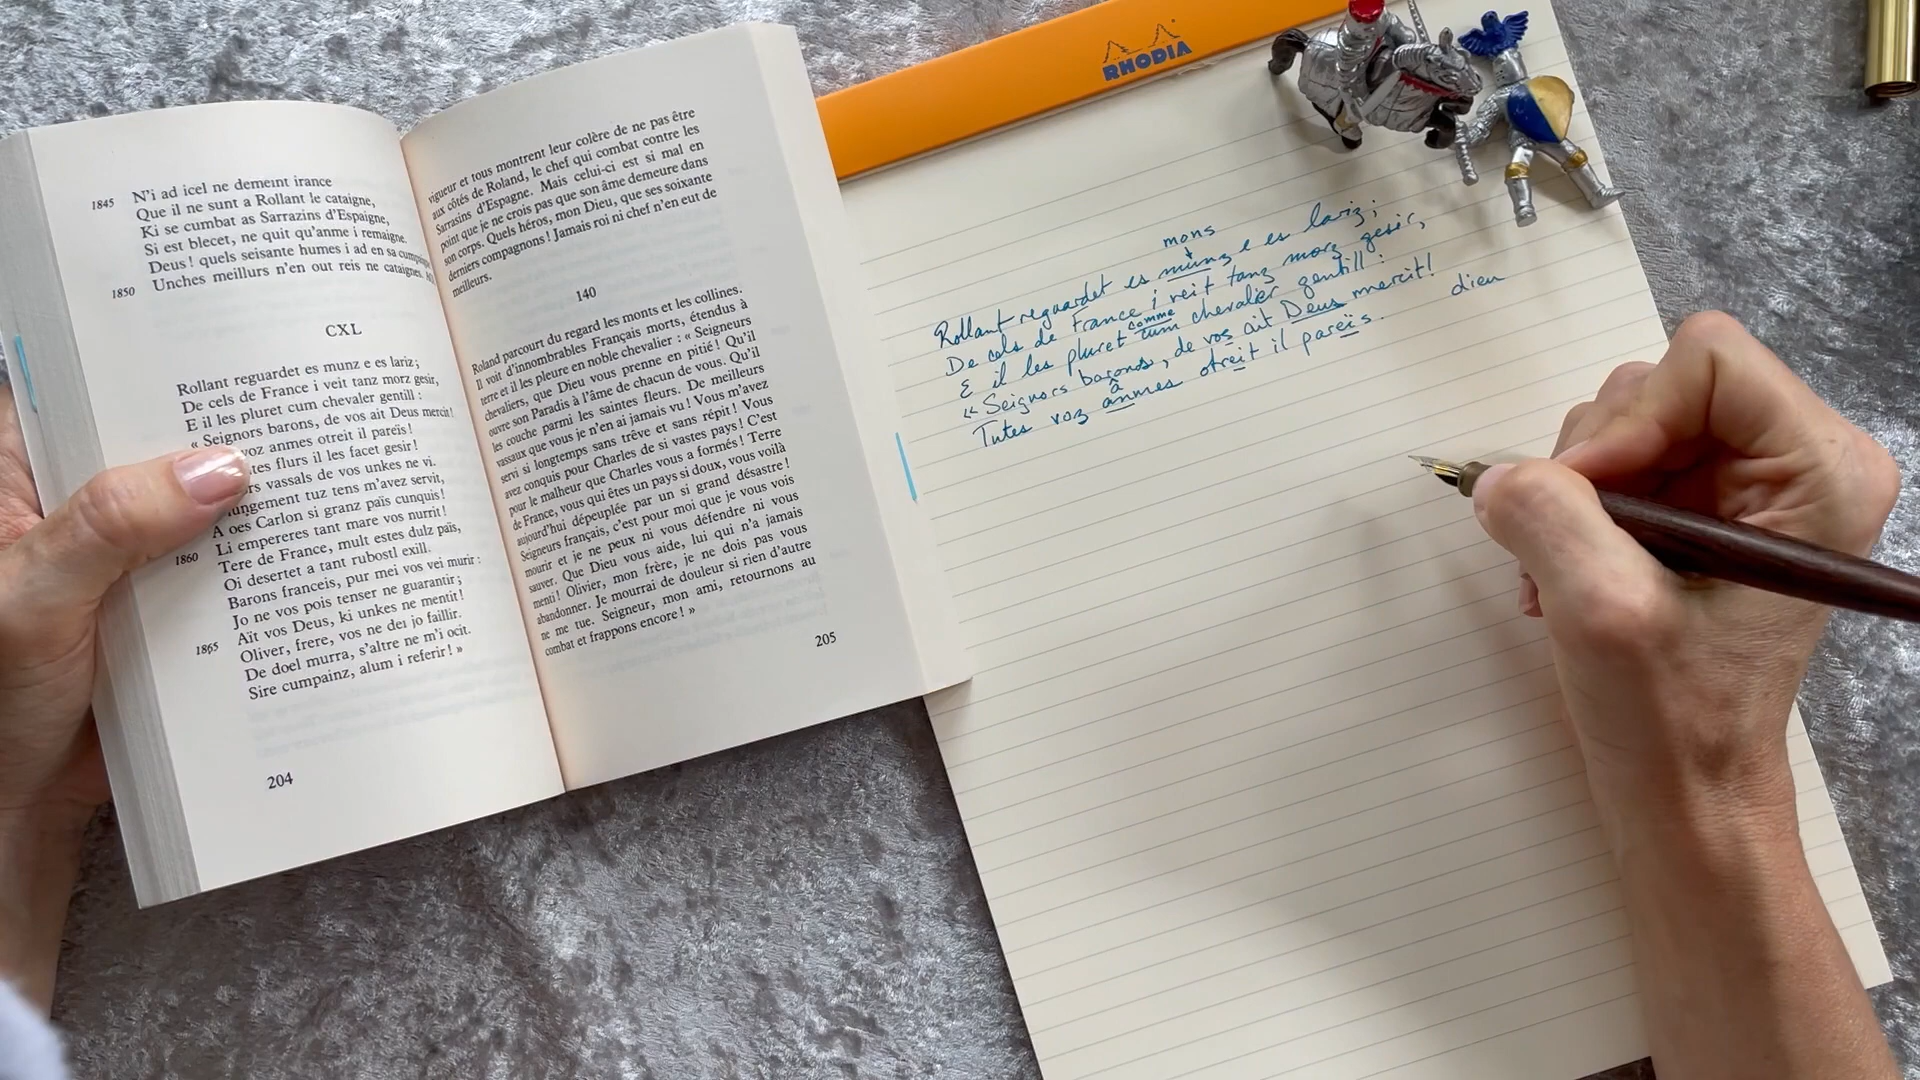 1845 N'i ad icel ne demeint irance
Que il ne sunt a Rollant le cataigne,
Ki se cumbat as Sarrazins d'Espaigne,
Si est blecet, ne quit qu'anme i remaigne.
Deus ! quels seisante humes i ad en sa
1850 Unches meillurs n'en out reis ne cataignes.
CXL
Rollant reguardet es munz e es lariz ;
De cels de France i veit tanz morz gesir,
E il les pluret cum chevaler gentill :
« Seignors barons, de vos ait Deus mercit !
voz anmes otreit il pareïs !
flurs il les facet gesir !
vassals de vos unkes ne vi.
lungement tuz tens m'avez servit,
A oes Carlon si granz païs cunquis !
1860 Li empereres tant mare vos nurrit !
Tere de France, mult estes dulz païs,
Oi desertet a tant rubostl exill.
Barons franceis, pur mei vos vei murir :
Jo ne vos pois tenser ne guarantir ;
Aït vos Deus, ki unkes ne mentit !
1865 Oliver, frere, vos ne dei jo faillir.
De doel murra, s'altre ne m'i ocit.
Sire cumpainz, alum i referir ! »
204
vigueur et tous montrent leur colère de ne pas être
aux côtés de Roland, le chef qui combat contre les
Sarrasins d'Espagne. Mais celui-ci est si mal en
point que je ne crois pas que son âme demeure dans
son corps. Quels héros, mon Dieu, que ses soixante
derniers compagnons ! Jamais roi ni chef n'en eut de
meilleurs.
140
Roland parcourt du regard les monts et les collines.
Il voit d'innombrables Français morts, étendus à
terre et il les pleure en noble chevalier : « Seigneurs
chevaliers, que Dieu vous prenne en pitié ! Qu'il
ouvre son Paradis à l'âme de chacun de vous. Qu'il
les couche parmi les saintes fleurs. De meilleurs
vassaux que vous je n'en ai jamais vu ! Vous m'avez
servi si longtemps sans trêve et sans répit ! Vous
avez conquis pour Charles de si vastes pays ! C'est
pour le malheur que Charles vous a formés ! Terre
de France, vous qui êtes un pays si doux, vous voilà
aujourd'hui dépeuplée par un si grand désastre !
Seigneurs français, c'est pour moi que je vous vois
mourir et je ne peux ni vous défendre ni vous
sauver. Que Dieu vous aide, lui qui n'a jamais
menti ! Olivier, mon frère, je ne dois pas vous
abandonner. Je mourrai de douleur si rien d'autre
ne me tue. Seigneur, mon ami, retournons au
combat et frappons encore ! »
205
RHODIA
mons
Rollant reguardet es munz e es lariz ;
De cels de France i veit tanz morz gesir,
comme
E il les pluret cum chevalier gentill :
« Seignors barons, de vos ait Deus mercit ! dieu
â
Tutes voz anmes otreit il pareïs.